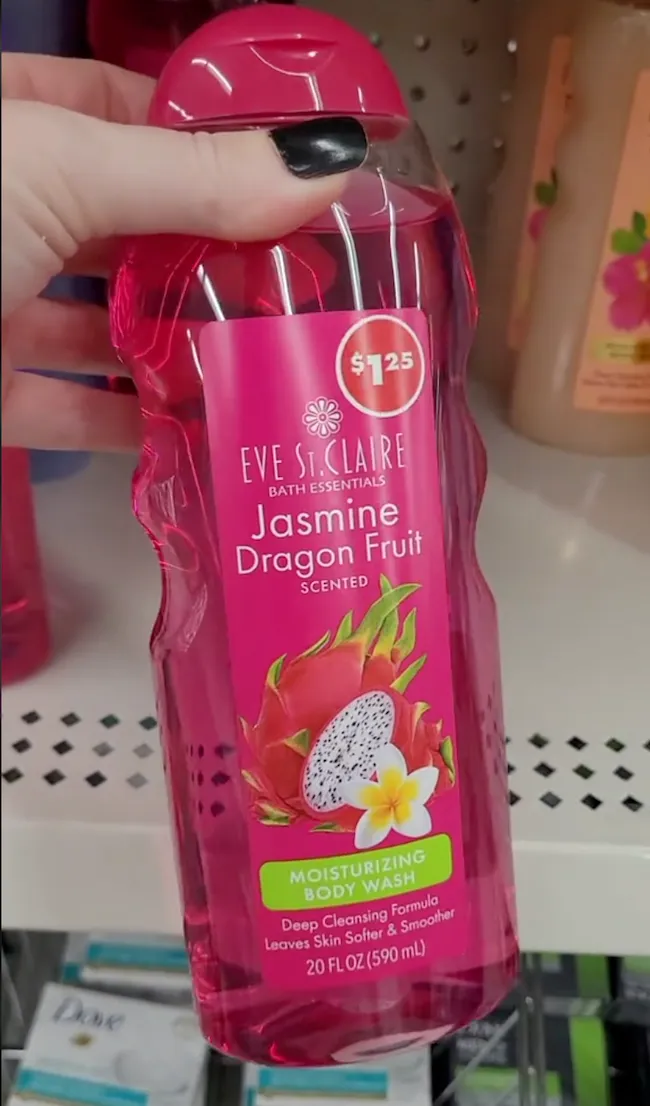 $1.25
EVE ST. CLAIRE
BATH ESSENTIALS
Jasmine
Dragon Fruit
SCENTED
MOISTURIZING
BODY WASH
Deep Cleansing Formula
Leaves Skin Softer & Smoother
20 FL OZ (590 mL)
Dove